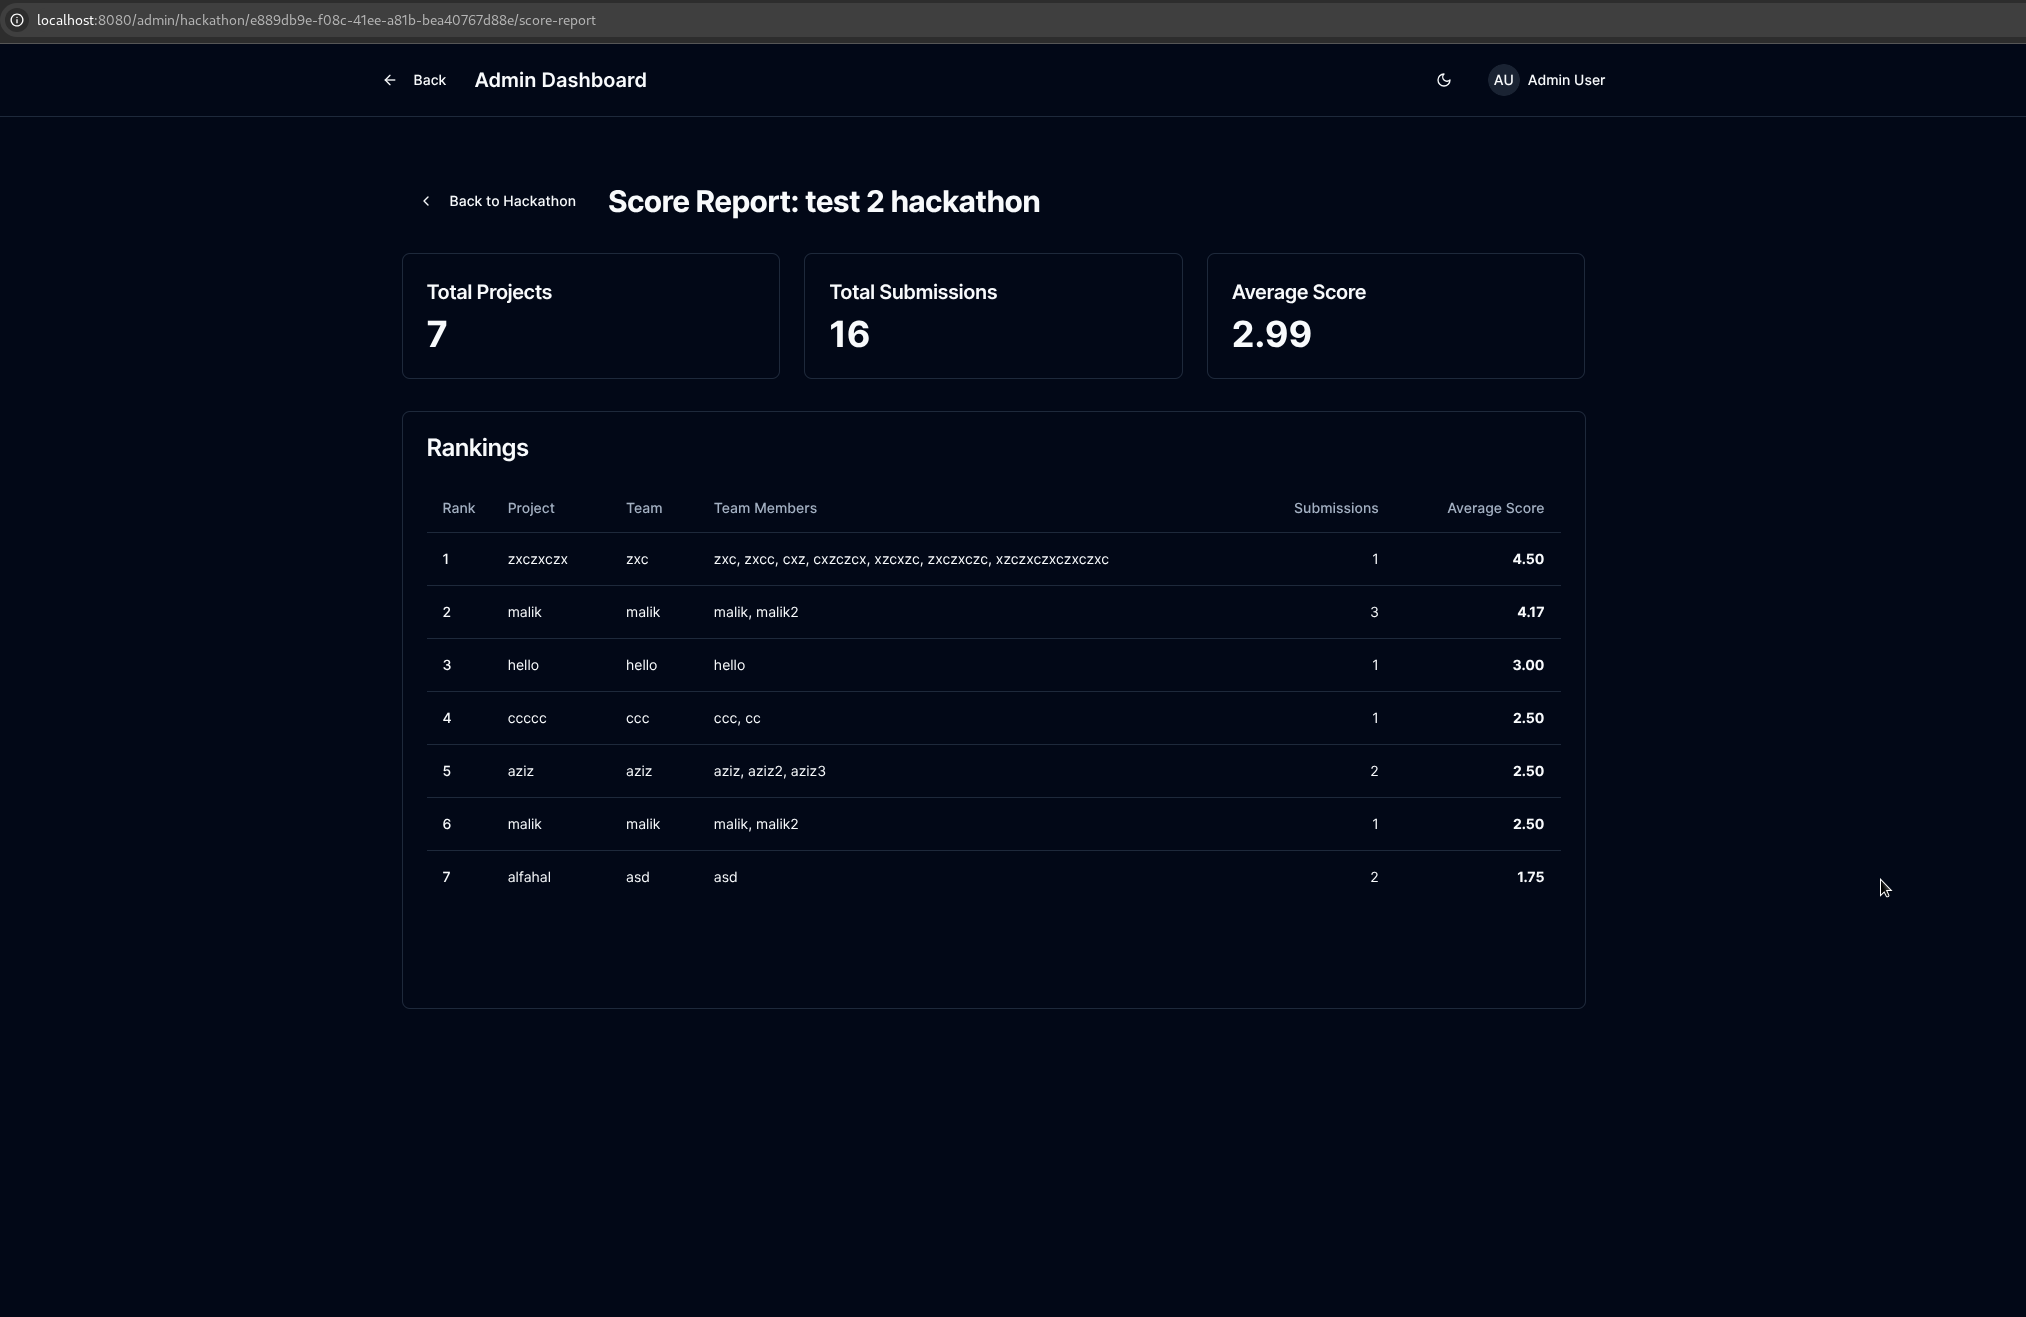 localhost:8080/admin/hackathon/e889db9e-f08c-41ee-a81b-bea40767d88e/score-report
Back Admin Dashboard AU Admin User
Back to Hackathon Score Report: test 2 hackathon
Total Projects Total Submissions Average Score
7 16 2.99
Rankings
Rank Project Team Team Members Submissions Average Score
1 zxczxczx zxc zxc, zxcc, cxz, cxzczcx, xzcxzc, zxczxczc, xzczxczxczxczxc 1 4.50
2 malik malik malik, malik2 3 4.17
3 hello hello hello 1 3.00
4 ccccc ccc ccc, cc 1 2.50
5 aziz aziz aziz, aziz2, aziz3 2 2.50
6 malik malik malik, malik2 1 2.50
7 alfahal asd asd 2 1.75